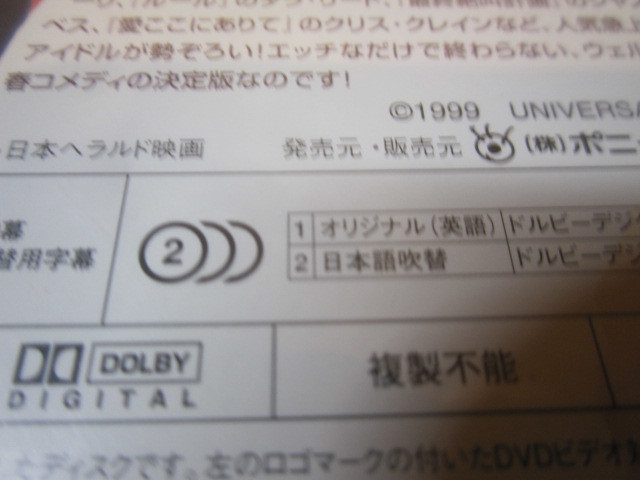 ベス、『愛ここにありて』のクリス・クレインなど、人気急
アイドルが勢ぞろい!エッチなだけで終わらない、ウェル
春コメディの決定版なのです!
©1999 UNIVERSA
・日本ヘラルド映画 発売元・販売元 (株)ポニー
幕
替用字幕
2
1 オリジナル(英語) ドルビーデジ
2 日本語吹替 ドルビーデジ
DOLBY
DIGITAL
複製不能
たディスクです。左のロゴマークの付いたDVDビデオ